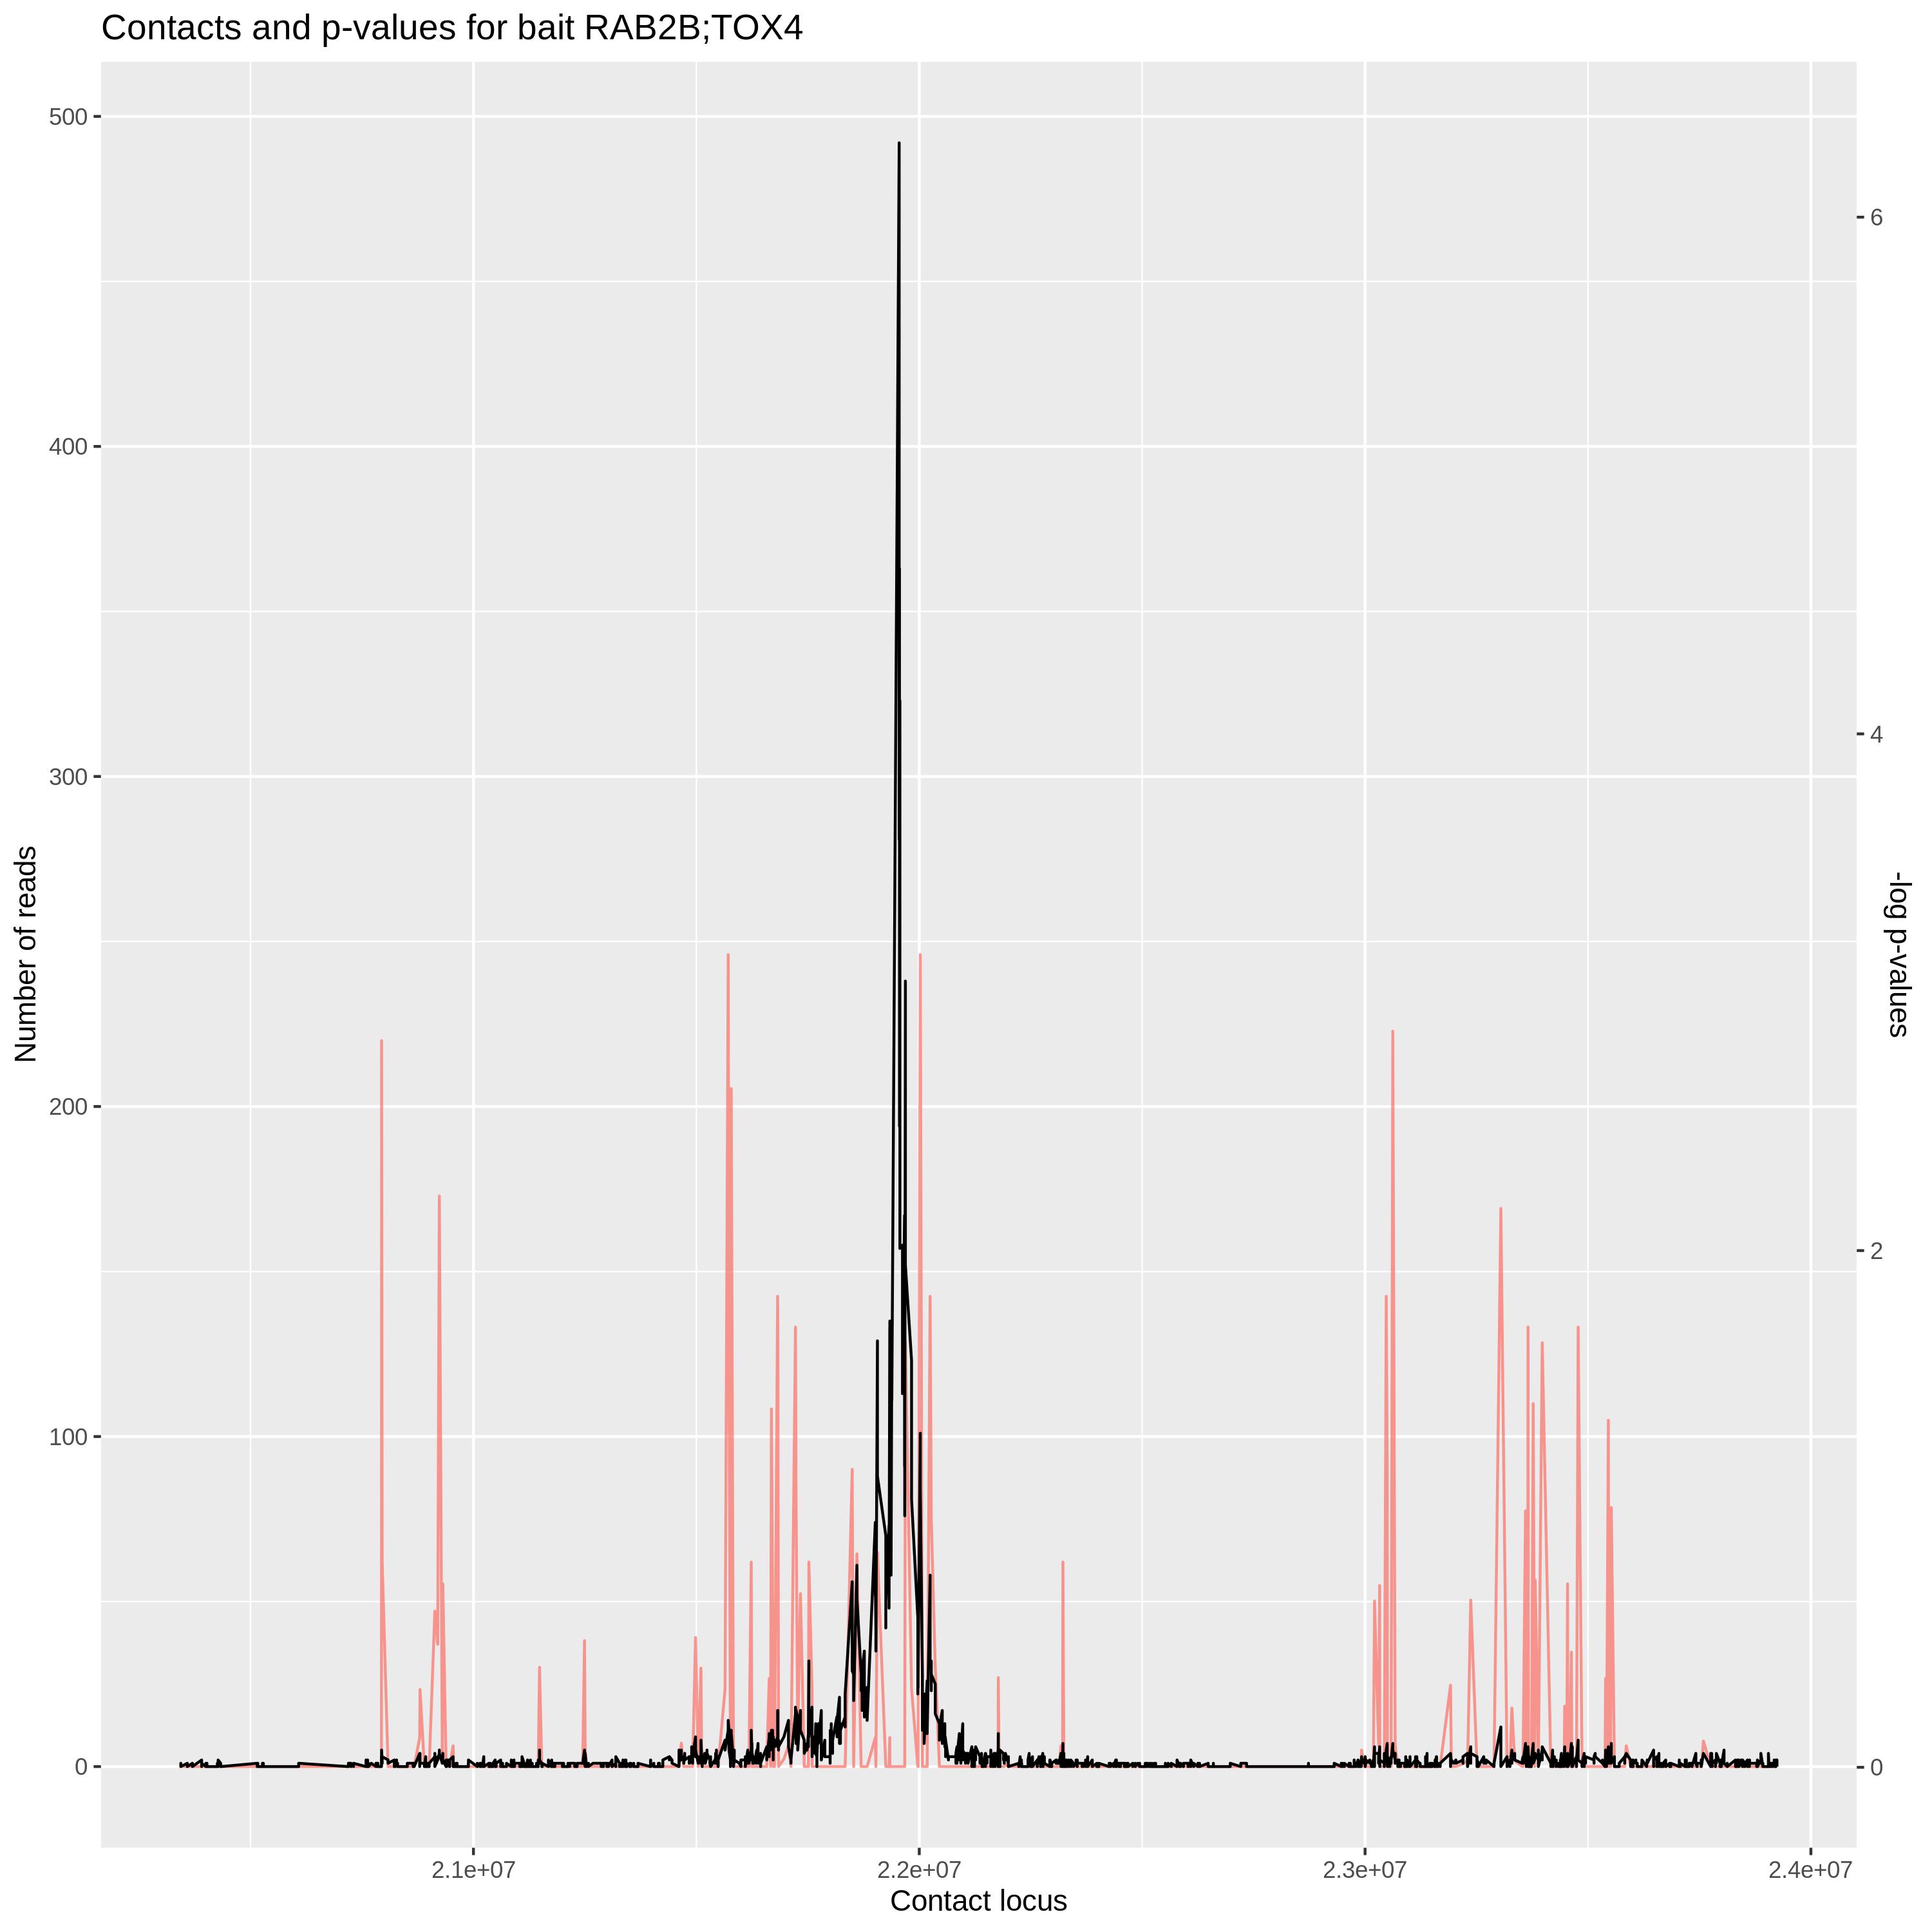 Contacts and p-values for bait RAB2B;TOX4
500
400
300
200
100
0
Number of reads
6
4
2
0
-log p-values
2.1e+07
2.2e+07
2.3e+07
2.4e+07
Contact locus